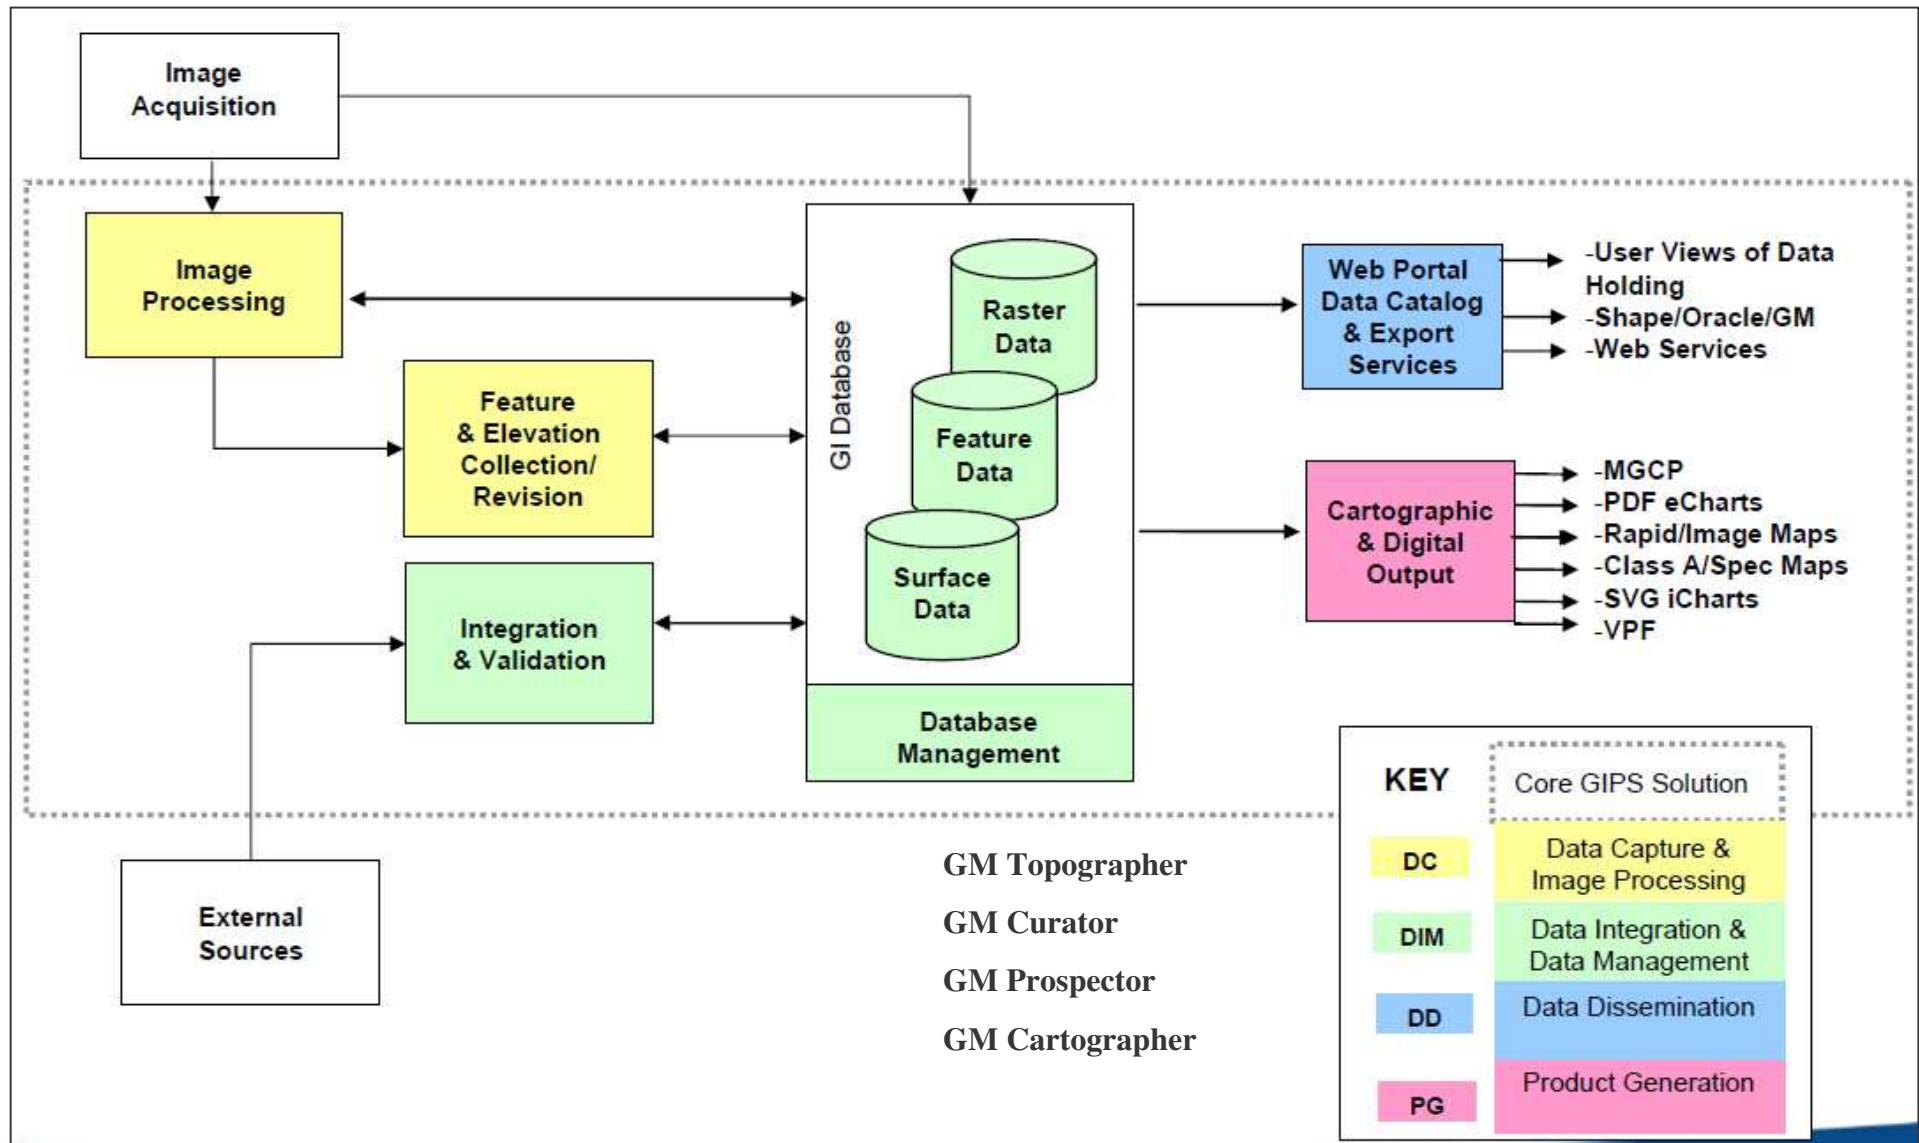 Image
Acquisition
Image
Processing
Feature
& Elevation
Collection/
Revision
Integration
& Validation
External
Sources
GI Database
Raster
Data
Feature
Data
Surface
Data
Database
Management
Web Portal
Data Catalog
& Export
Services
-User Views of Data
Holding
-Shape/Oracle/GM
-Web Services
Cartographic
& Digital
Output
-MGCP
-PDF eCharts
-Rapid/Image Maps
-Class A/Spec Maps
-SVG iCharts
-VPF
GM Topographer
GM Curator
GM Prospector
GM Cartographer
KEY
Core GIPS Solution
DC
Data Capture &
Image Processing
DIM
Data Integration &
Data Management
DD
Data Dissemination
PG
Product Generation